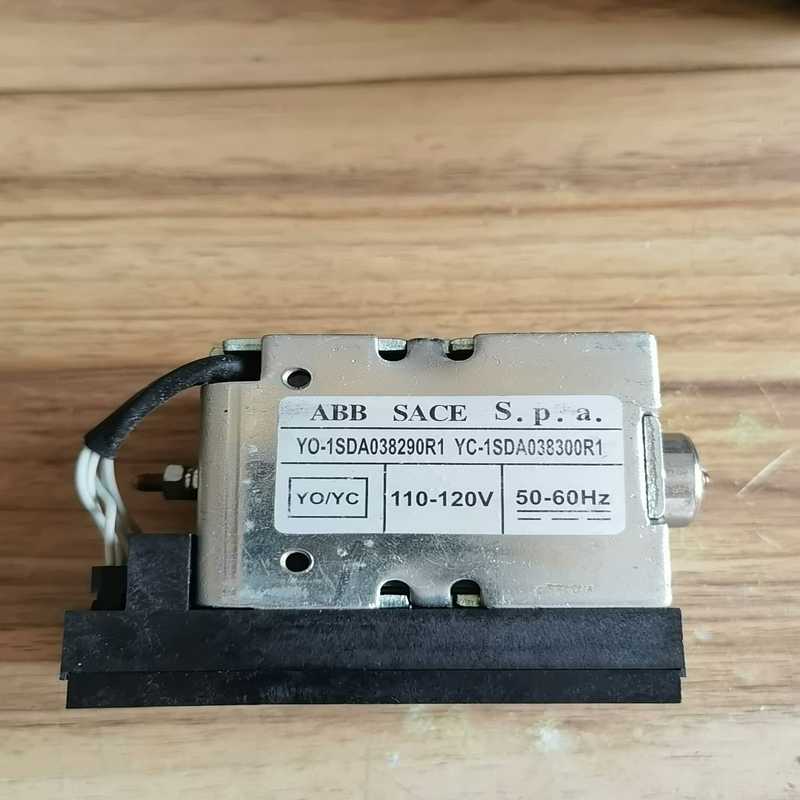 ABB SACE S.p.a.
YO-1SDA038290R1 YC-1SDA038300R1
YO/YC 110-120V 50-60Hz